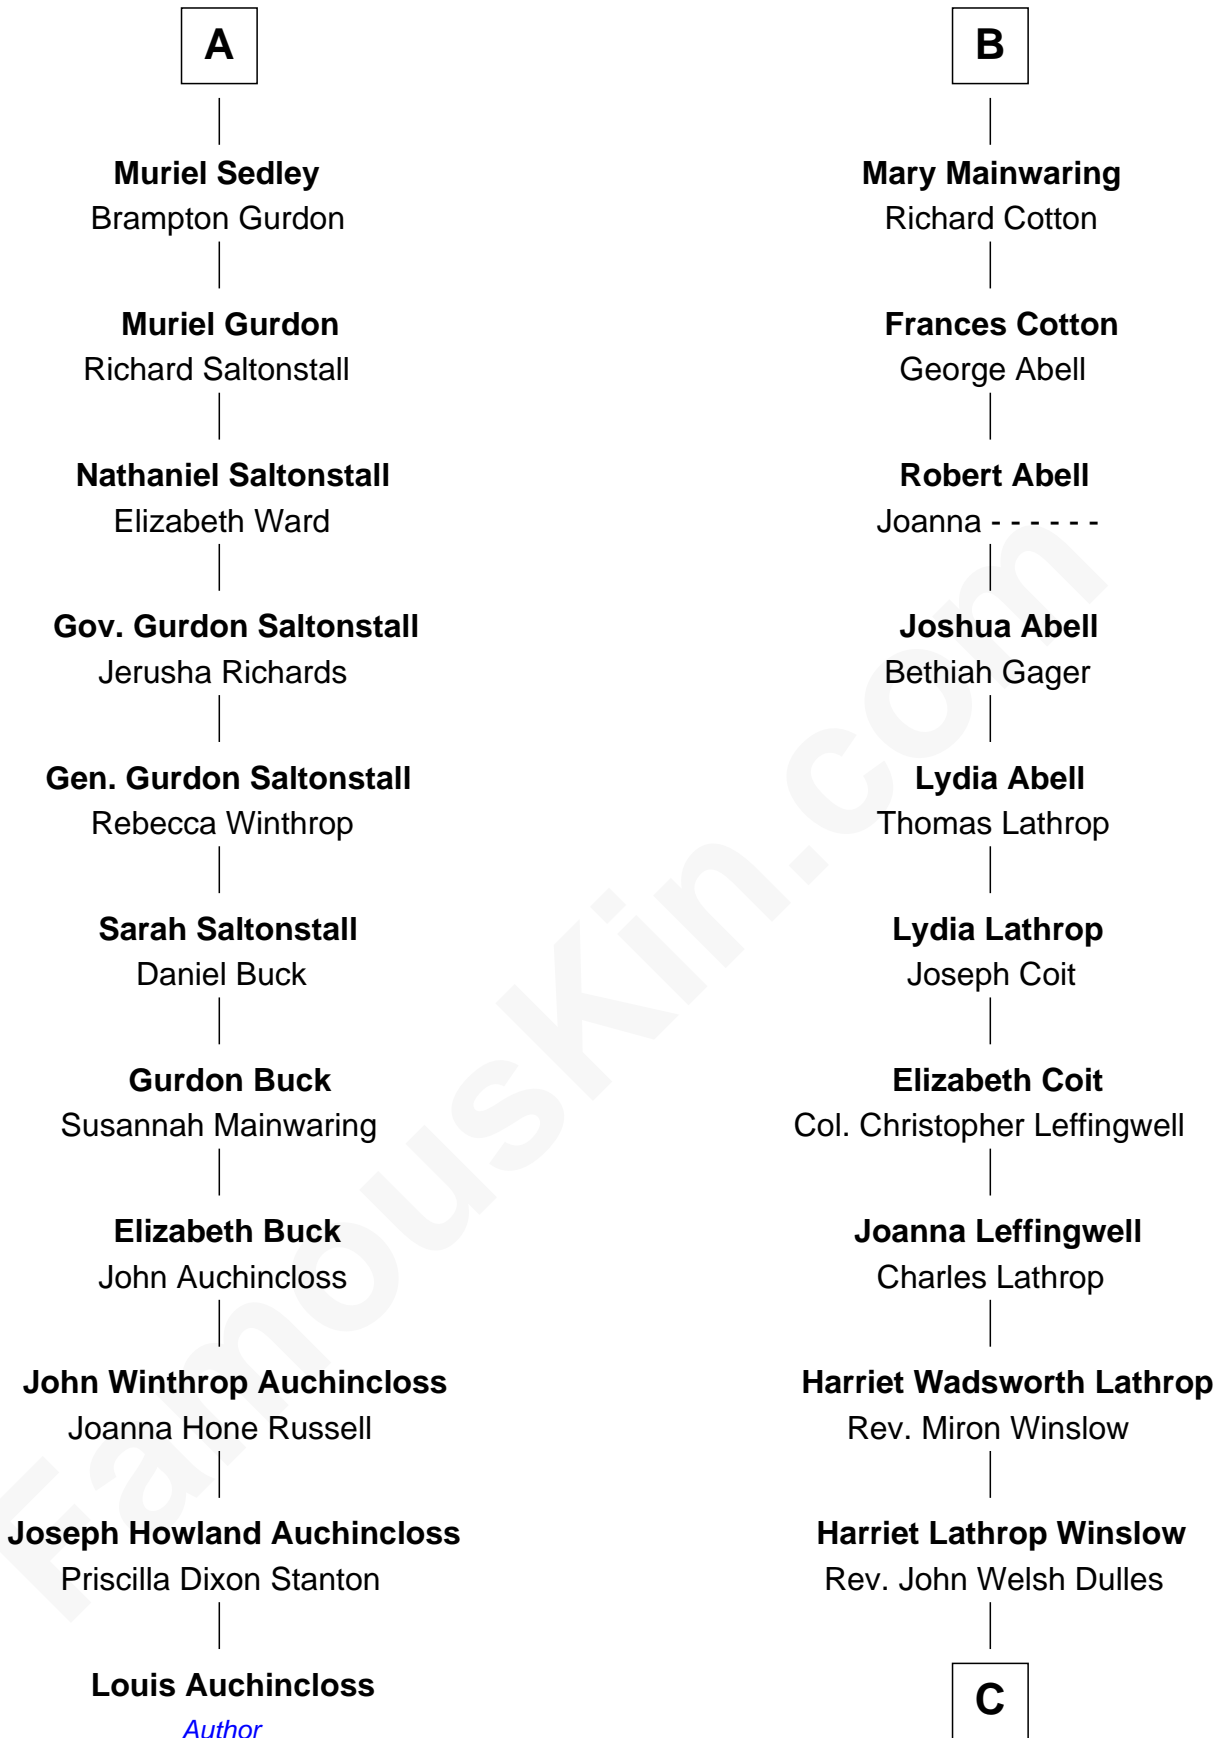 A
Muriel Sedley
Brampton Gurdon
Muriel Gurdon
Richard Saltonstall
Nathaniel Saltonstall
Elizabeth Ward
Gov. Gurdon Saltonstall
Jerusha Richards
Gen. Gurdon Saltonstall
Rebecca Winthrop
Sarah Saltonstall
Daniel Buck
Gurdon Buck
Susannah Mainwaring
Elizabeth Buck
John Auchincloss
John Winthrop Auchincloss
Joanna Hone Russell
Joseph Howland Auchincloss
Priscilla Dixon Stanton
Louis Auchincloss
Author
B
Mary Mainwaring
Richard Cotton
Frances Cotton
George Abell
Robert Abell
Joanna - - - - - -
Joshua Abell
Bethiah Gager
Lydia Abell
Thomas Lathrop
Lydia Lathrop
Joseph Coit
Elizabeth Coit
Col. Christopher Leffingwell
Joanna Leffingwell
Charles Lathrop
Harriet Wadsworth Lathrop
Rev. Miron Winslow
Harriet Lathrop Winslow
Rev. John Welsh Dulles
C
FamousKin.com